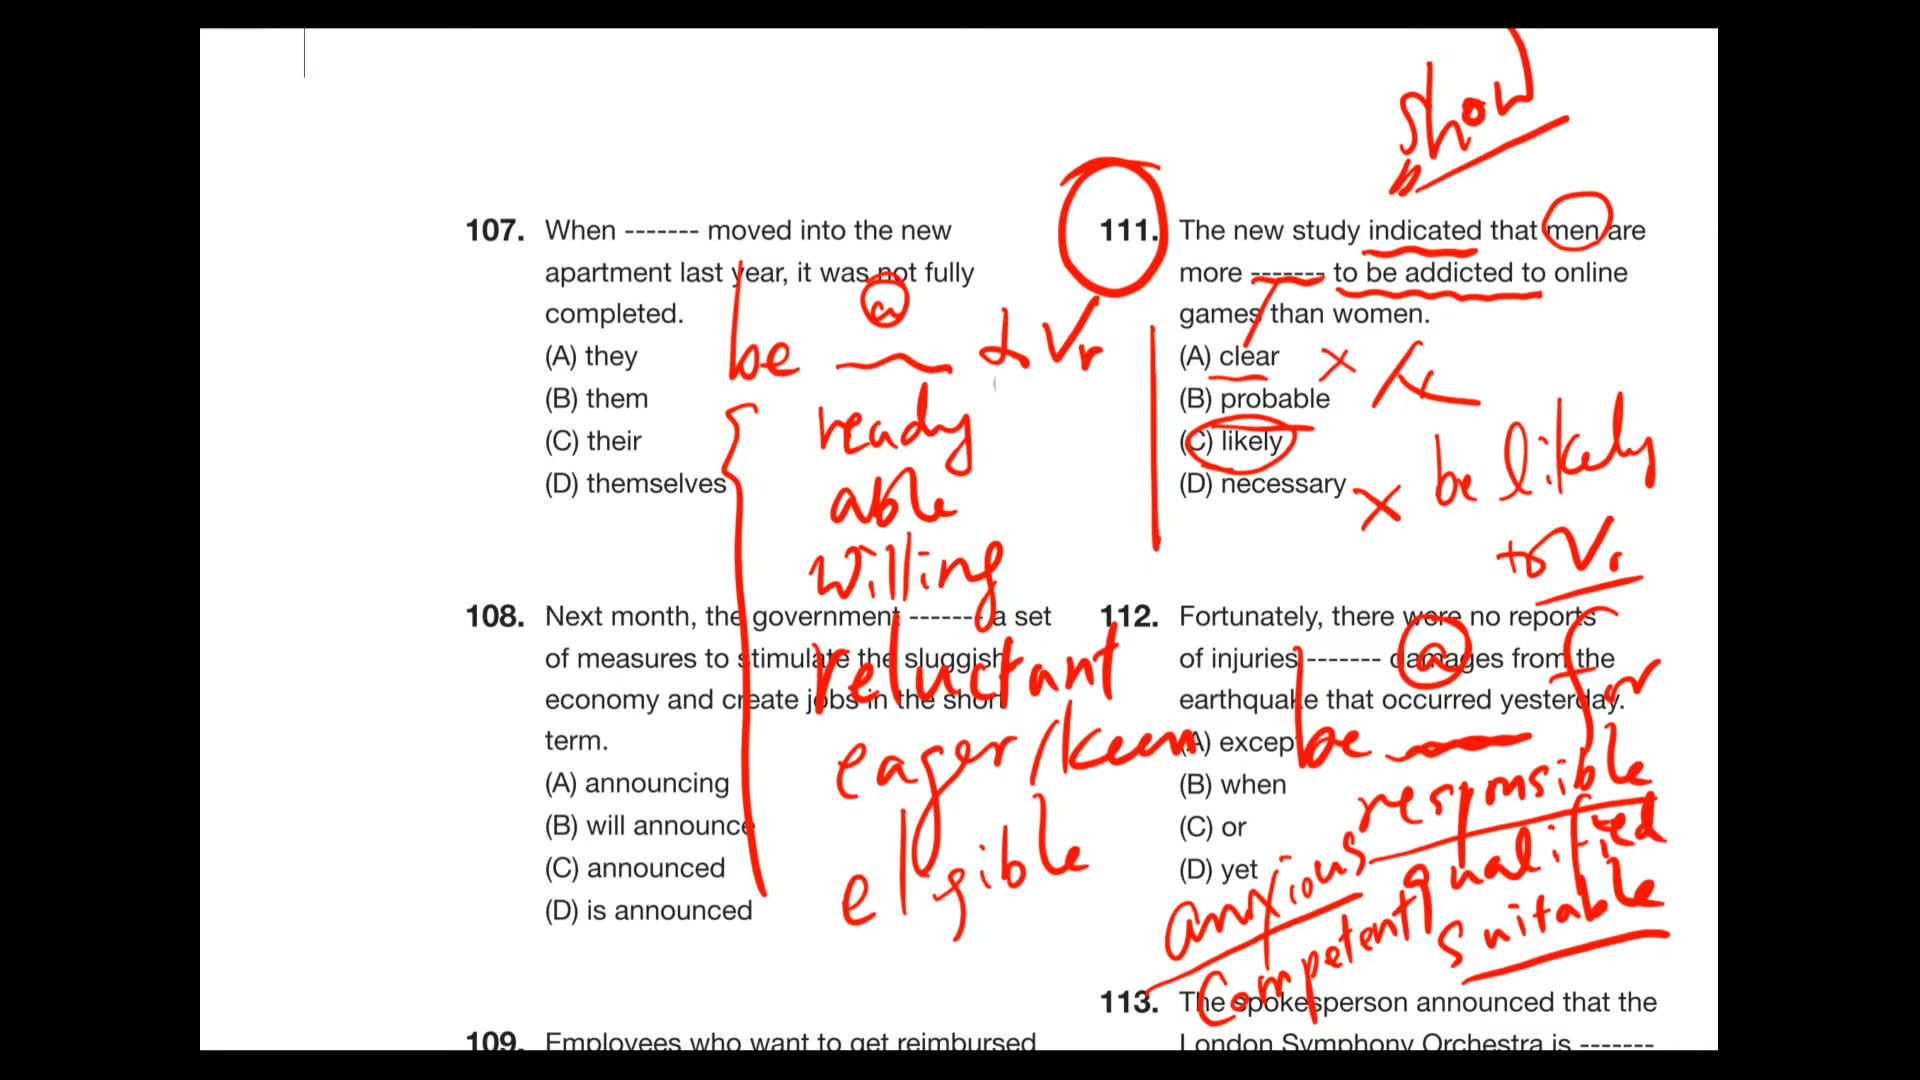 show
107. When ------- moved into the new
apartment last year, it was not fully
completed.
(A) they
(B) them
(C) their
(D) themselves
be a to Vr
ready
able
willing
reluctant
eager/keen
eligible
108. Next month, the government ------- a set
of measures to stimulate the sluggish
economy and create jobs in the short
term.
(A) announcing
(B) will announce
(C) announced
(D) is announced
109. Employees who want to get reimbursed
111. The new study indicated that men are
more ------- to be addicted to online
games than women.
(A) clear
(B) probable
(C) likely
(D) necessary
be likely
to Vr
112. Fortunately, there were no reports
of injuries ------- damages from the
earthquake that occurred yesterday.
(A) except
(B) when
(C) or
(D) yet
be a for
responsible
anxious qualified
competent suitable
113. The spokesperson announced that the
London Symphony Orchestra is -------